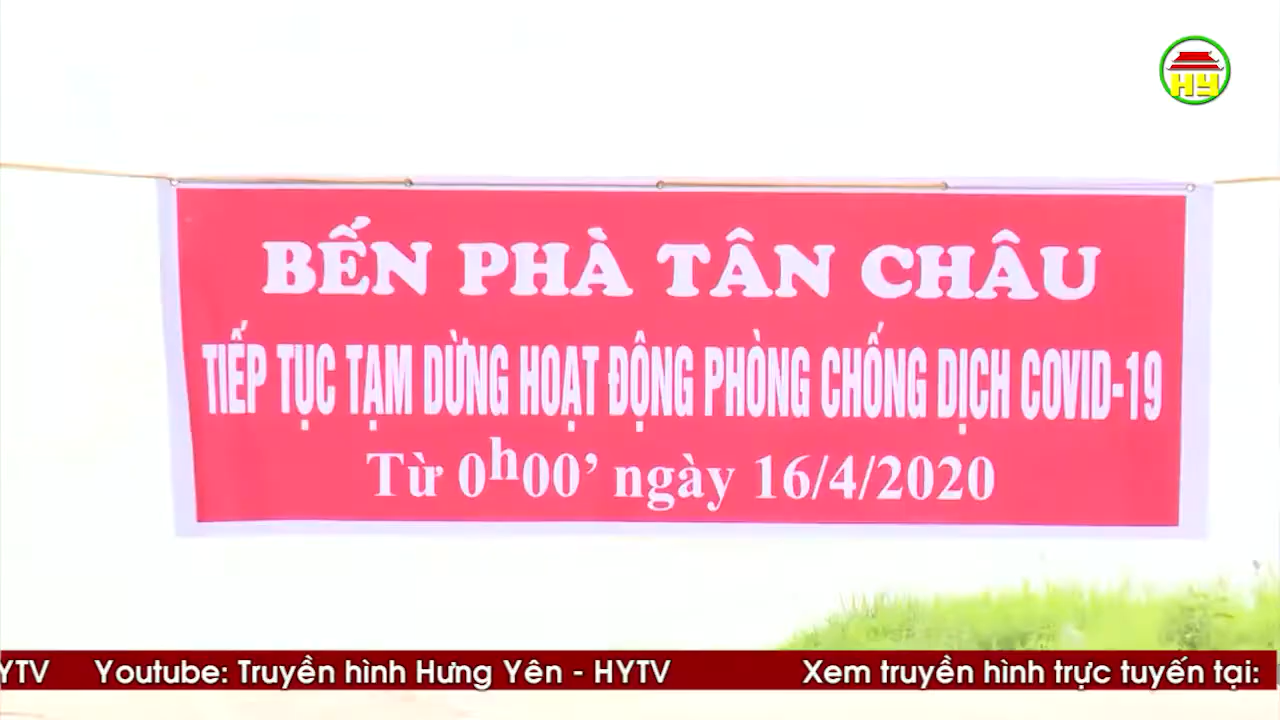 HY
BẾN PHÀ TÂN CHÂU
TIẾP TỤC TẠM DỪNG HOẠT ĐỘNG PHÒNG CHỐNG DỊCH COVID-19
Từ 0h00’ ngày 16/4/2020
YTV Youtube: Truyền hình Hưng Yên - HYTV Xem truyền hình trực tuyến tại: